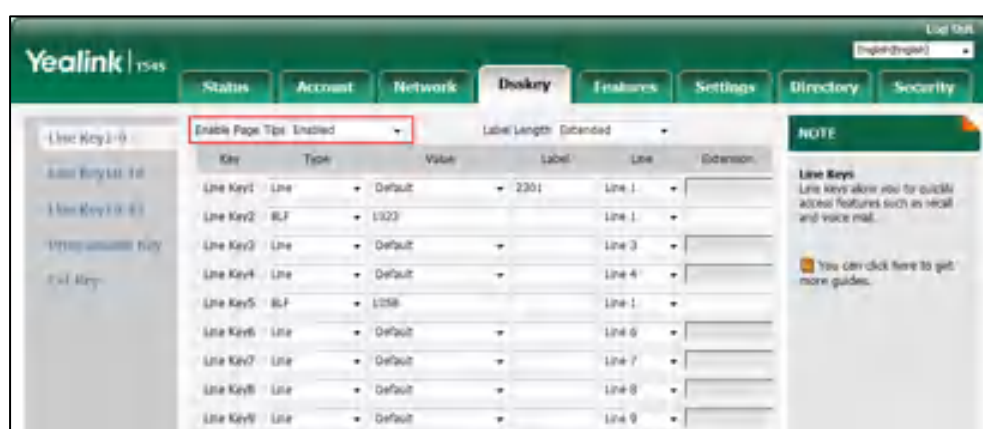 Log Out
English(English)
Yealink T54S
Status Account Network Dsskey Features Settings Directory Security
Line Key1-9
Enable Page Tips Enabled Label Length Extended
NOTE
Key Type Value Label Line Extension
Line Keys
Line keys allow you to quickly access features such as recall and voice mail.
Line Key1 Line Default 2301 Line 1
Line Key2 BLF Line 1
Line Key3 Line Default Line 3
Programmable Key
Line Key4 Line Default Line 4
You can click here to get more guides.
Ext Key
Line Key5 BLF 1058 Line 1
Line Key6 Line Default Line 6
Line Key7 Line Default Line 7
Line Key8 Line Default Line 8
Line Key9 Line Default Line 9